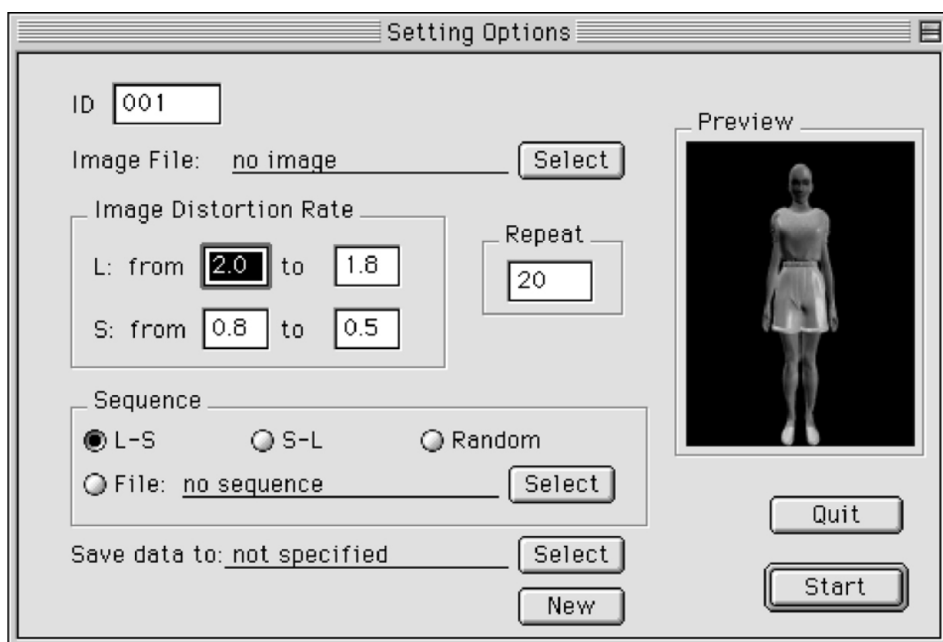 Setting Options
ID 001
Preview
Image File: no image Select
Image Distortion Rate
Repeat
L: from 2.0 to 1.8
20
S: from 0.8 to 0.5
Sequence
L-S S-L Random
File: no sequence Select
Quit
Save data to: not specified Select
Start
New